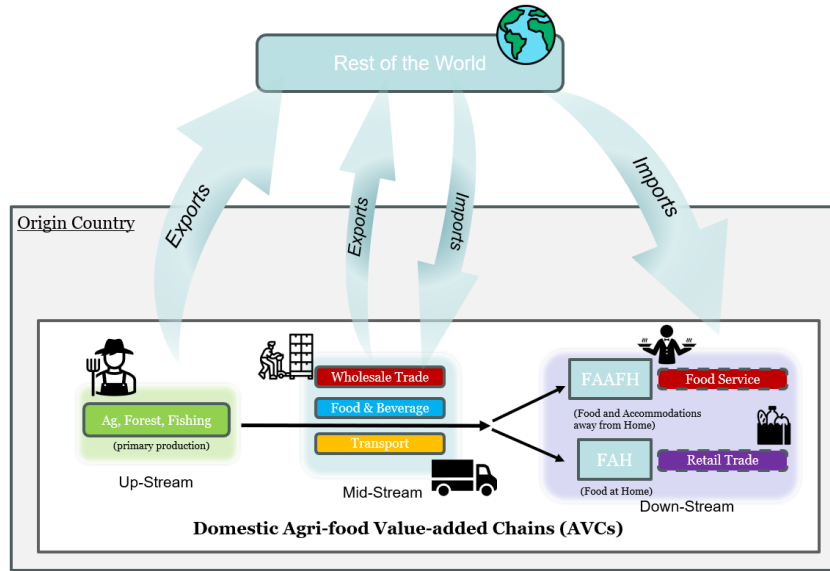 Rest of the World
Exports
Exports
Imports
Imports
Origin Country
Wholesale Trade
Food & Beverage
Transport
Ag, Forest, Fishing
(primary production)
Up-Stream
Mid-Stream
FAAFH
Food Service
(Food and Accommodations
away from Home)
FAH
Retail Trade
(Food at Home)
Down-Stream
Domestic Agri-food Value-added Chains (AVCs)